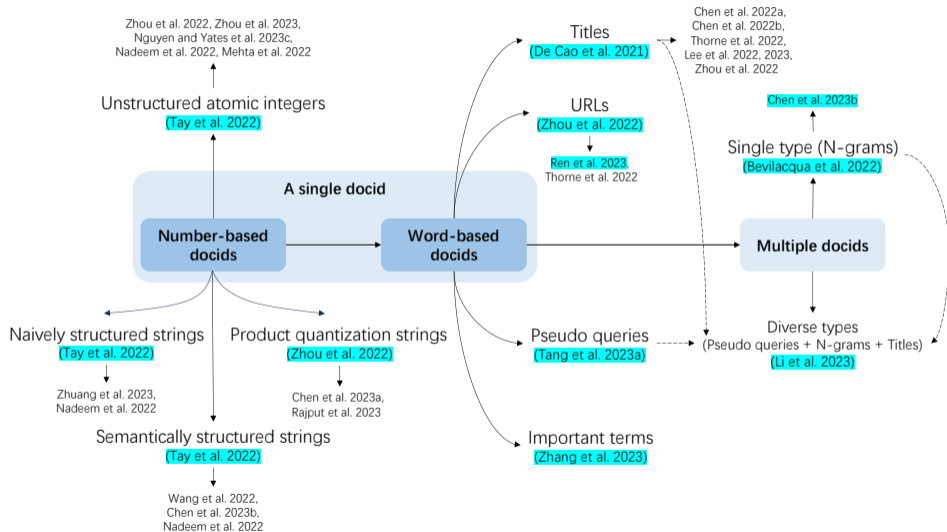 Zhou et al. 2022, Zhou et al. 2023,
Nguyen and Yates et al. 2023c,
Nadeem et al. 2022, Mehta et al. 2022
Unstructured atomic integers
(Tay et al. 2022)
A single docid
Number-based
docids
Word-based
docids
Naively structured strings
(Tay et al. 2022)
Zhuang et al. 2023,
Nadeem et al. 2022
Product quantization strings
(Zhou et al. 2022)
Chen et al. 2023a,
Rajput et al. 2023
Semantically structured strings
(Tay et al. 2022)
Wang et al. 2022,
Chen et al. 2023b,
Nadeem et al. 2022
Titles
(De Cao et al. 2021)
Chen et al. 2022a,
Chen et al. 2022b,
Thorne et al. 2022,
Lee et al. 2022, 2023,
Zhou et al. 2022
URLs
(Zhou et al. 2022)
Ren et al. 2023,
Thorne et al. 2022
Pseudo queries
(Tang et al. 2023a)
Important terms
(Zhang et al. 2023)
Chen et al. 2023b
Single type (N-grams)
(Bevilacqua et al. 2022)
Multiple docids
Diverse types
(Pseudo queries + N-grams + Titles)
(Li et al. 2023)